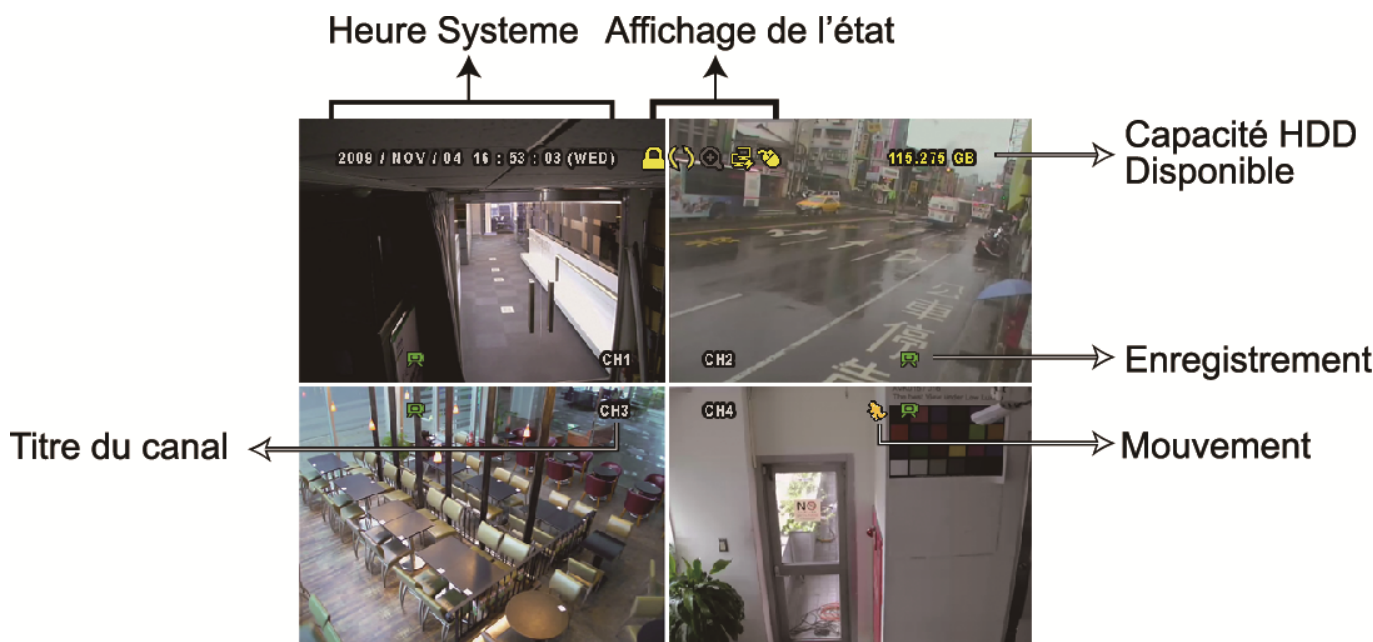 Heure Systeme Affichage de l’état
2009 / NOV / 04 16 : 53 : 03 (WED)
115.275 GB
Capacité HDD
Disponible
CH1
CH2
Enregistrement
CH3
CH4
Titre du canal
Mouvement
NO